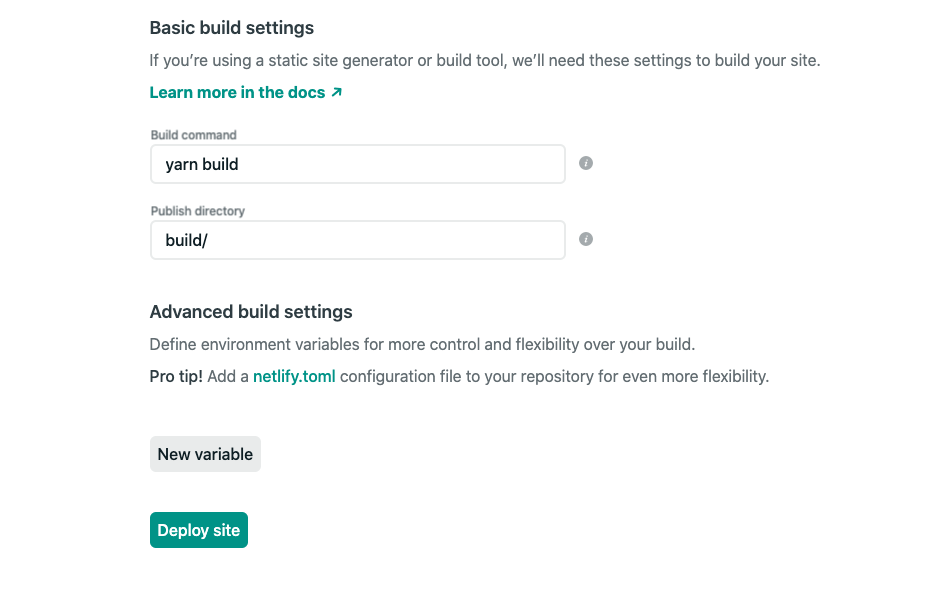 Basic build settings
If you’re using a static site generator or build tool, we’ll need these settings to build your site.
Learn more in the docs ↗
Build command
yarn build
i
Publish directory
build/
i
Advanced build settings
Define environment variables for more control and flexibility over your build.
Pro tip! Add a netlify.toml configuration file to your repository for even more flexibility.
New variable
Deploy site